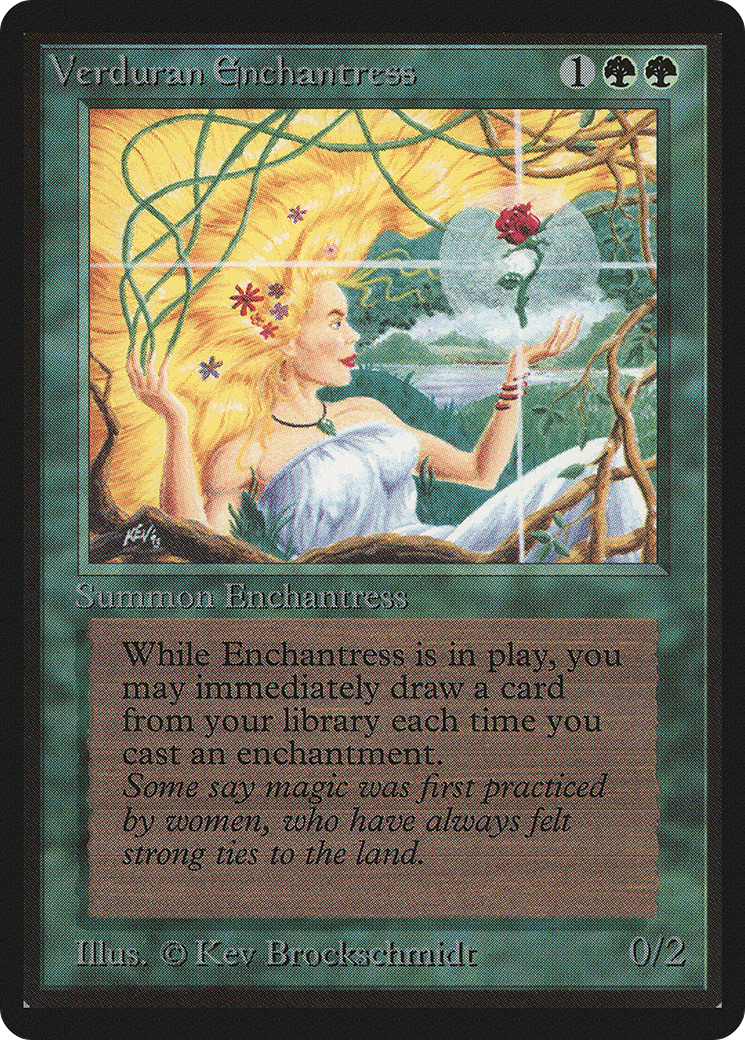 Verduran Enchantress 1
KEV
Summon Enchantress
While Enchantress is in play, you
may immediately draw a card
from your library each time you
cast an enchantment.
Some say magic was first practiced
by women, who have always felt
strong ties to the land.
Illus. © Kev Brockschmidt 0/2